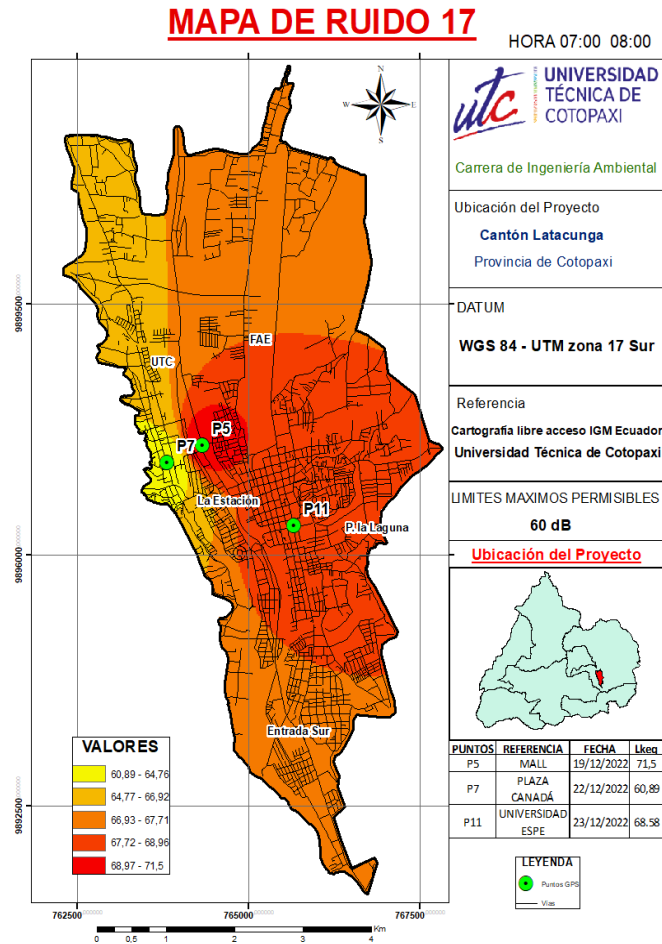 MAPA DE RUIDO 17
HORA 07:00 08:00
N
W
E
S
utc
UNIVERSIDAD
TÉCNICA DE
COTOPAXI
Carrera de Ingeniería Ambiental
Ubicación del Proyecto
Cantón Latacunga
Provincia de Cotopaxi
DATUM
WGS 84 - UTM zona 17 Sur
Referencia
Cartografía libre acceso IGM Ecuador
Universidad Técnica de Cotopaxi
LIMITES MAXIMOS PERMISIBLES
60 dB
Ubicación del Proyecto
PUNTOS REFERENCIA FECHA Lkeq
P5 MALL 19/12/2022 71,5
P7 PLAZA CANADÁ 22/12/2022 60,89
P11 UNIVERSIDAD ESPE 23/12/2022 68.58
LEYENDA
Puntos GPS
Vías
FAE
UTC
P5
P7
La Estación
P11
P. la Laguna
Entrada Sur
VALORES
60,89 - 64,76
64,77 - 66,92
66,93 - 67,71
67,72 - 68,96
68,97 - 71,5
9899500
9896000
9892500
762500
765000
767500
Km
0 0,5 1 2 3 4